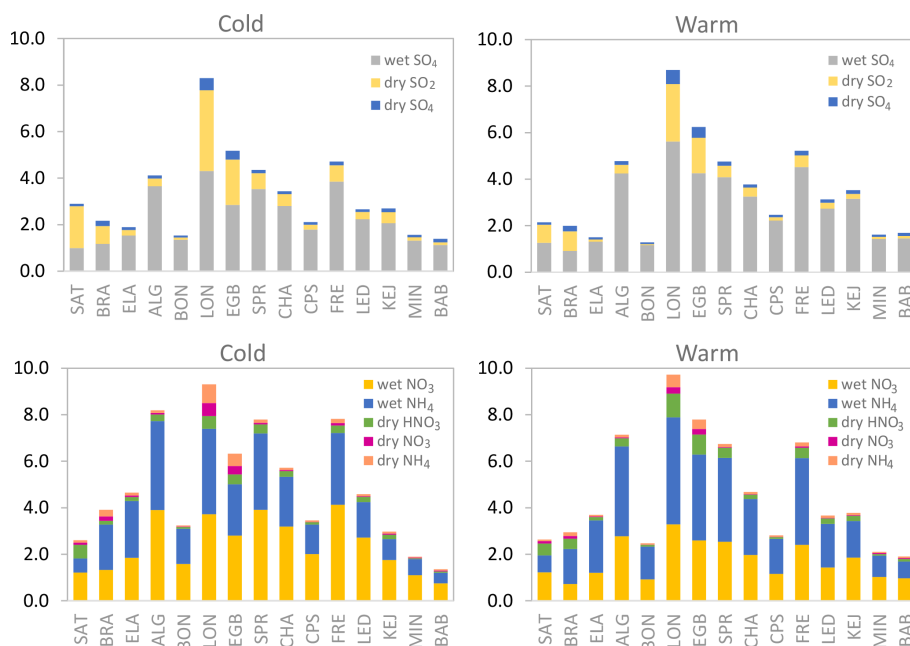 Cold
10.0
8.0
6.0
4.0
2.0
0.0
wet SO₄
dry SO₂
dry SO₄
SAT BRA ELA ALG BON LON EGB SPR CHA CPS FRE LED KEJ MIN BAB
Warm
10.0
8.0
6.0
4.0
2.0
0.0
wet SO₄
dry SO₂
dry SO₄
SAT BRA ELA ALG BON LON EGB SPR CHA CPS FRE LED KEJ MIN BAB
Cold
10.0
8.0
6.0
4.0
2.0
0.0
wet NO₃
wet NH₄
dry HNO₃
dry NO₃
dry NH₄
SAT BRA ELA ALG BON LON EGB SPR CHA CPS FRE LED KEJ MIN BAB
Warm
10.0
8.0
6.0
4.0
2.0
0.0
wet NO₃
wet NH₄
dry HNO₃
dry NO₃
dry NH₄
SAT BRA ELA ALG BON LON EGB SPR CHA CPS FRE LED KEJ MIN BAB